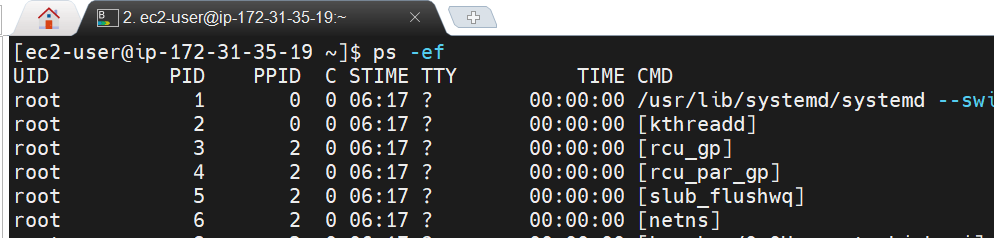 2. ec2-user@ip-172-31-35-19:~
[ec2-user@ip-172-31-35-19 ~]$ ps -ef
UID PID PPID C STIME TTY TIME CMD
root 1 0 0 06:17 ? 00:00:00 /usr/lib/systemd/systemd --swi
root 2 0 0 06:17 ? 00:00:00 [kthreadd]
root 3 2 0 06:17 ? 00:00:00 [rcu_gp]
root 4 2 0 06:17 ? 00:00:00 [rcu_par_gp]
root 5 2 0 06:17 ? 00:00:00 [slub_flushwq]
root 6 2 0 06:17 ? 00:00:00 [netns]